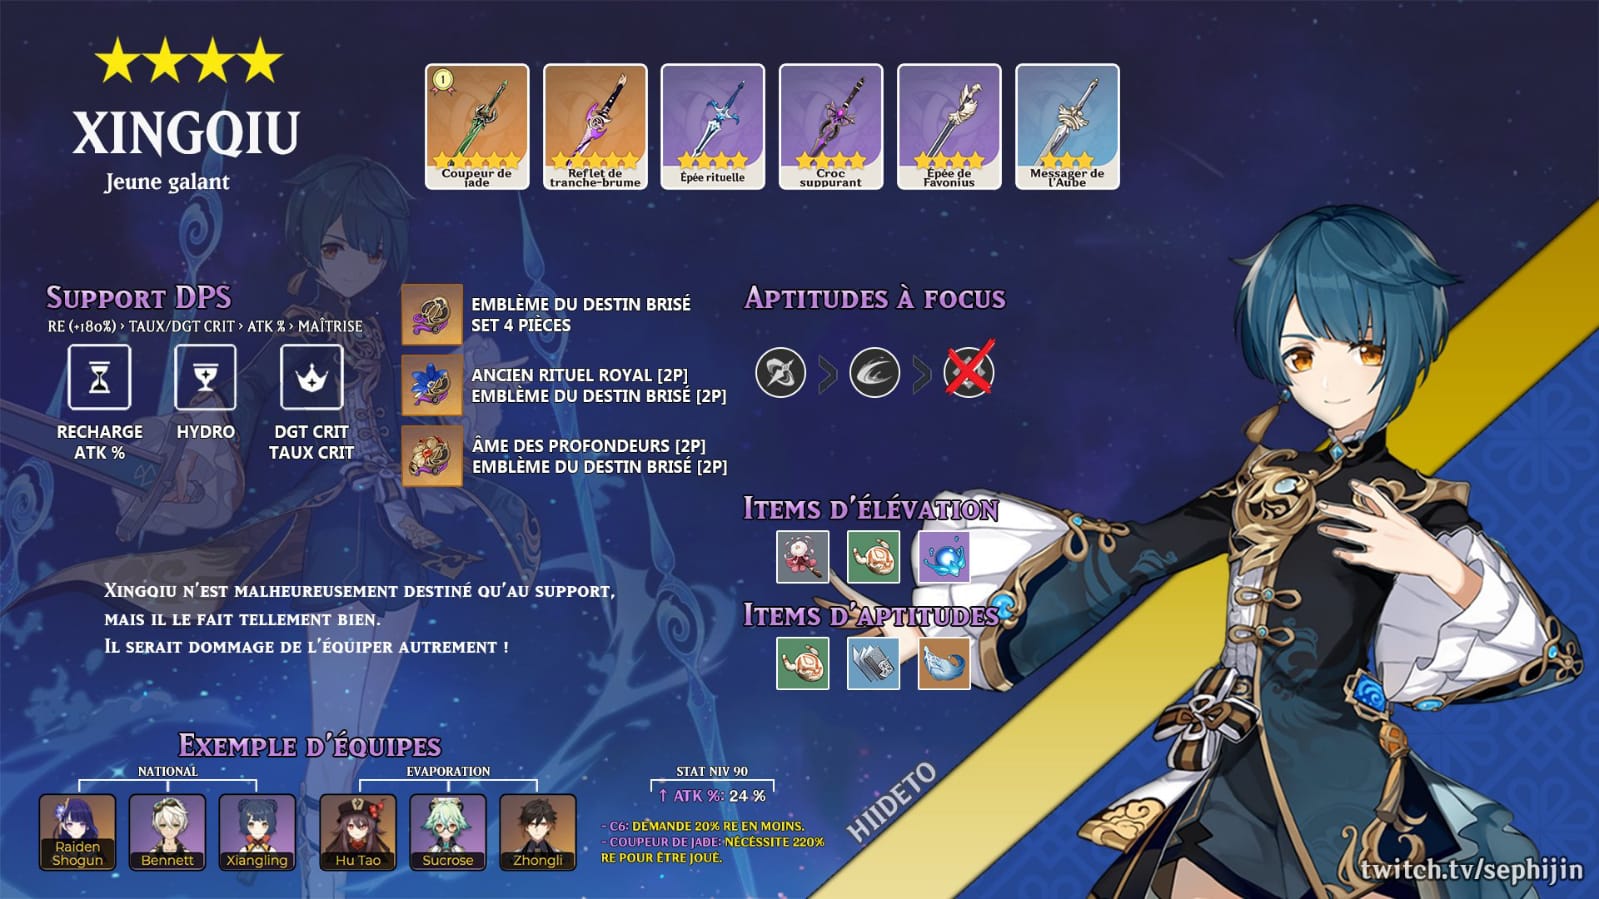 XINGQIU
Jeune galant
1
Coupeur de
jade
Reflet de
tranche-brume
Épée rituelle
Croc
suppurant
Épée de
Favonius
Messager de
l'Aube
SUPPORT DPS
RE (+180%) > TAUX/DGT CRIT > ATK % > MAÎTRISE
RECHARGE
ATK %
HYDRO
DGT CRIT
TAUX CRIT
EMBLÈME DU DESTIN BRISÉ
SET 4 PIÈCES
ANCIEN RITUEL ROYAL [2P]
EMBLÈME DU DESTIN BRISÉ [2P]
ÂME DES PROFONDEURS [2P]
EMBLÈME DU DESTIN BRISÉ [2P]
APTITUDES À FOCUS
ITEMS D'ÉLÉVATION
ITEMS D'APTITUDES
XINGQIU N'EST MALHEUREUSEMENT DESTINÉ QU'AU SUPPORT,
MAIS IL LE FAIT TELLEMENT BIEN.
IL SERAIT DOMMAGE DE L'ÉQUIPER AUTREMENT !
EXEMPLE D'ÉQUIPES
NATIONAL
Raiden
Shogun
Bennett
Xiangling
EVAPORATION
Hu Tao
Sucrose
Zhongli
STAT NIV 90
↑ ATK %: 24 %
- C6: DEMANDE 20% RE EN MOINS.
- COUPEUR DE JADE: NÉCESSITE 220%
RE POUR ÊTRE JOUÉ.
HIIDETO
twitch.tv/sephijin